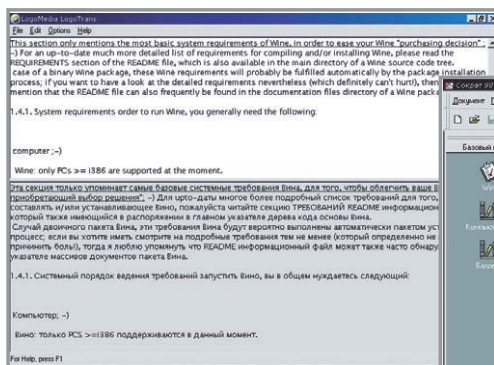 LogoMedia LogoTrans
File Edit Options Help
This section only mentions the most basic system requirements of Wine, in order to ease your Wine "purchasing decision" ;
-) For an up-to-date much more detailed list of requirements for compiling and/or installing Wine, please read the
REQUIREMENTS section of the README file, which is also available in the main directory of a Wine source code tree.
case of a binary Wine package, these Wine requirements will probably be fulfilled automatically by the package installation
process; if you want to have a look at the detailed requirements nevertheless (which definitely can't hurt!), then
mention that the README file can also frequently be found in the documentation files directory of a Wine packa
1.4.1. System requirements order to run Wine, you generally need the following:
computer ;-)
Wine: only PCs >= i386 are supported at the moment.
Эта секция только упоминает самые базовые системные требования Вина, для того, чтобы облегчить ваше В
приобретающий выбор решения"; -) Для upto-даты многое более подробный список требований для того,
составлять и/или устанавливающее Вино, пожалуйста читайте секцию ТРЕБОВАНИЙ README информацион
который также имеющийся в распоряжении в главном указателе дерева кода основы Вина.
Случай двоичного пакета Вина, эти требования Вина будут вероятно выполнены автоматически пакетом уст
процесс; если вы хотите иметь смотрите на подробные требования тем не менее (который определенно не
причинить боль!), тогда я люблю упомянуть что README информационный файл может также часто обнару
указателе массивое документов пакета Вина.
1.4.1. Системный порядок ведения требований запустить Вино, вы в общем нуждаетесь следующий:
Компьютер; -)
Вино: только PCS >=i386 поддерживаются в данный момент.
For Help, press F1
Сократ
Документ
Базовый
Win
Компью